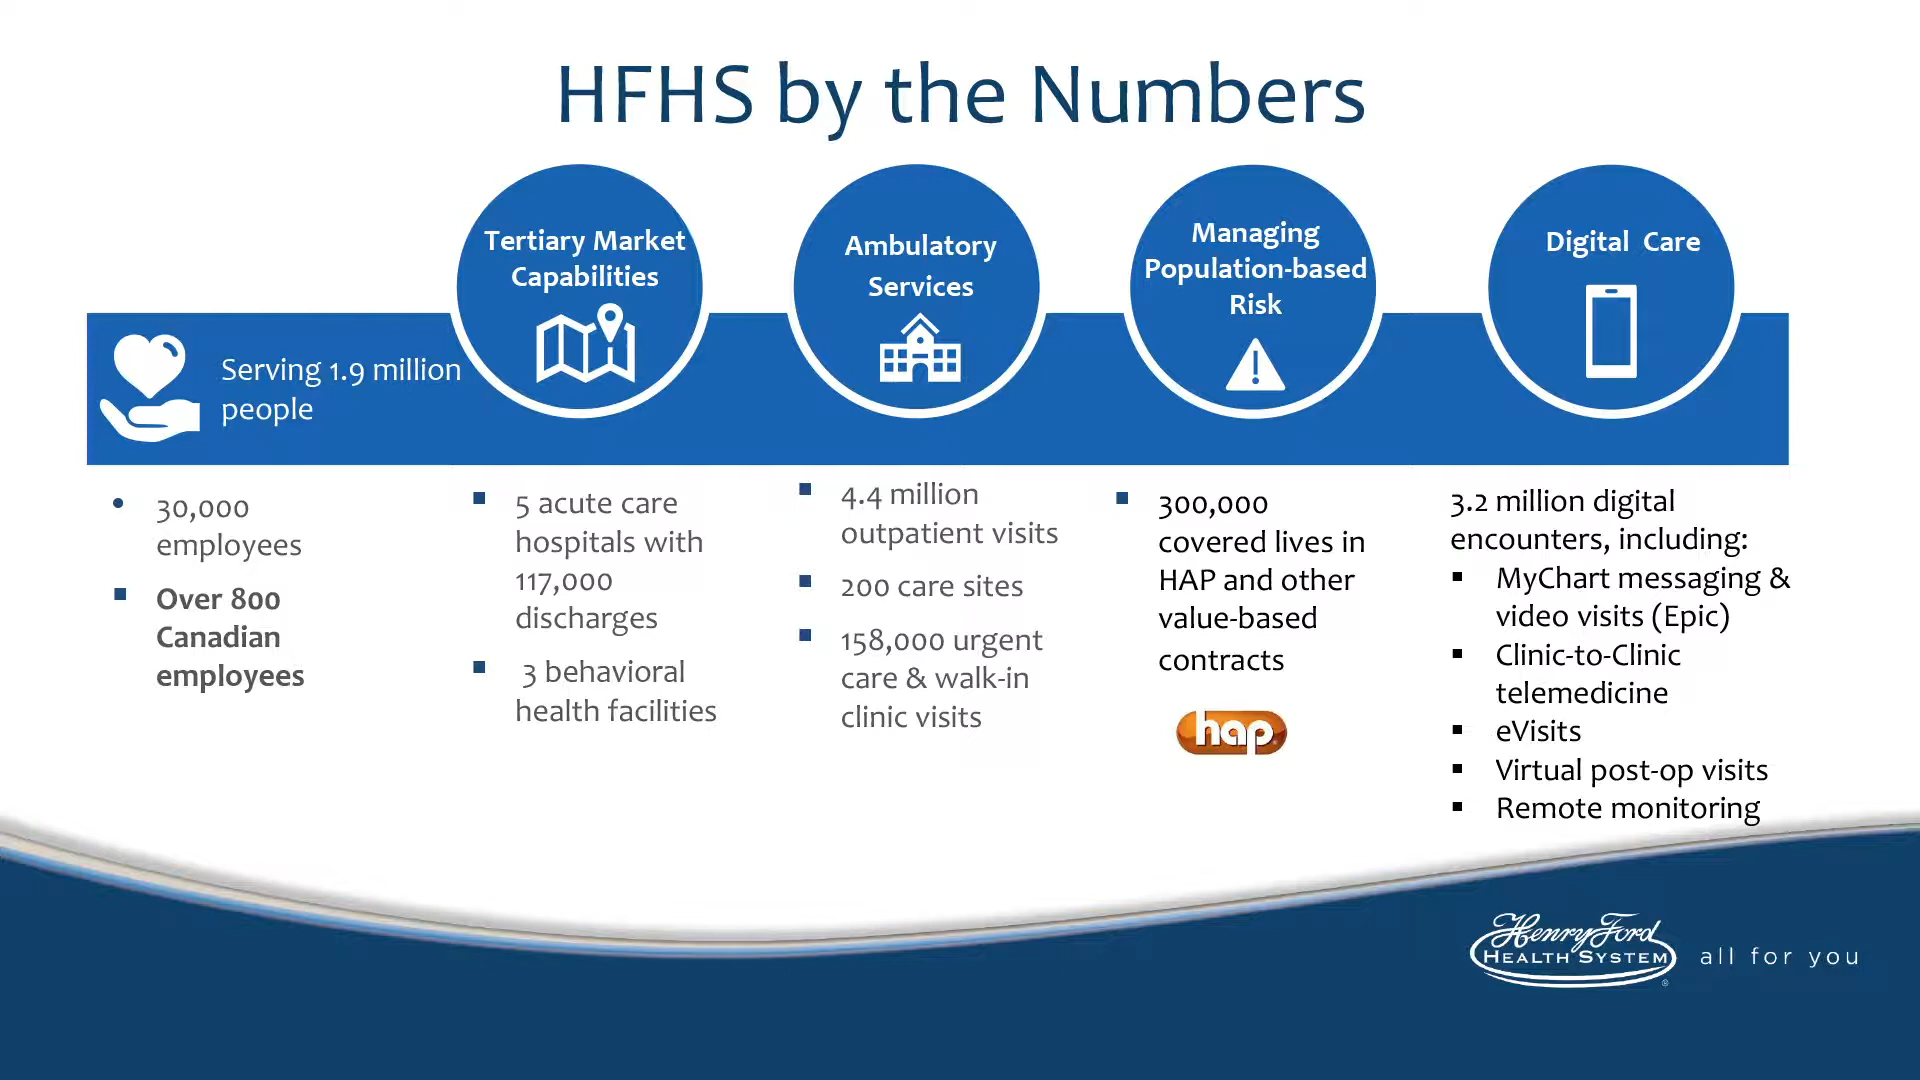 HFHS by the Numbers
Serving 1.9 million
people
30,000
employees
Over 800
Canadian
employees
Tertiary Market
Capabilities
5 acute care
hospitals with
117,000
discharges
3 behavioral
health facilities
Ambulatory
Services
4.4 million
outpatient visits
200 care sites
158,000 urgent
care & walk-in
clinic visits
Managing
Population-based
Risk
300,000
covered lives in
HAP and other
value-based
contracts
hap
Digital Care
3.2 million digital
encounters, including:
MyChart messaging &
video visits (Epic)
Clinic-to-Clinic
telemedicine
eVisits
Virtual post-op visits
Remote monitoring
Henry Ford
HEALTH SYSTEM
®
all for you